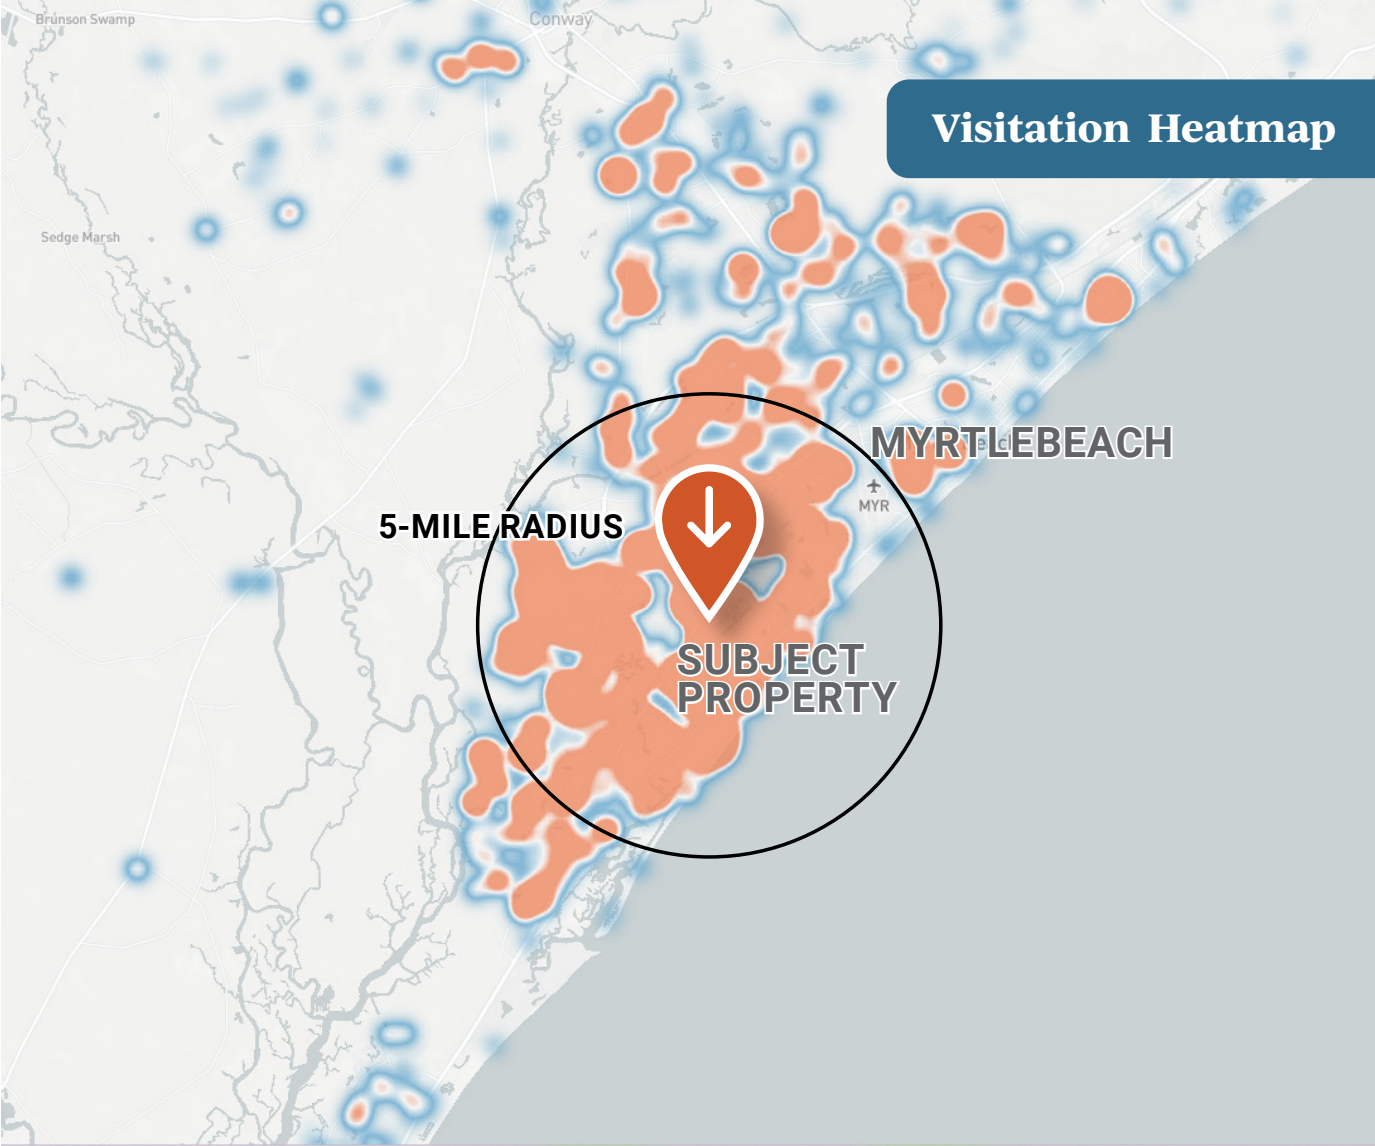 Brunson Swamp
Conway
Visitation Heatmap
Sedge Marsh
MYRTLEBEACH
MYR
5-MILE RADIUS
SUBJECT
PROPERTY